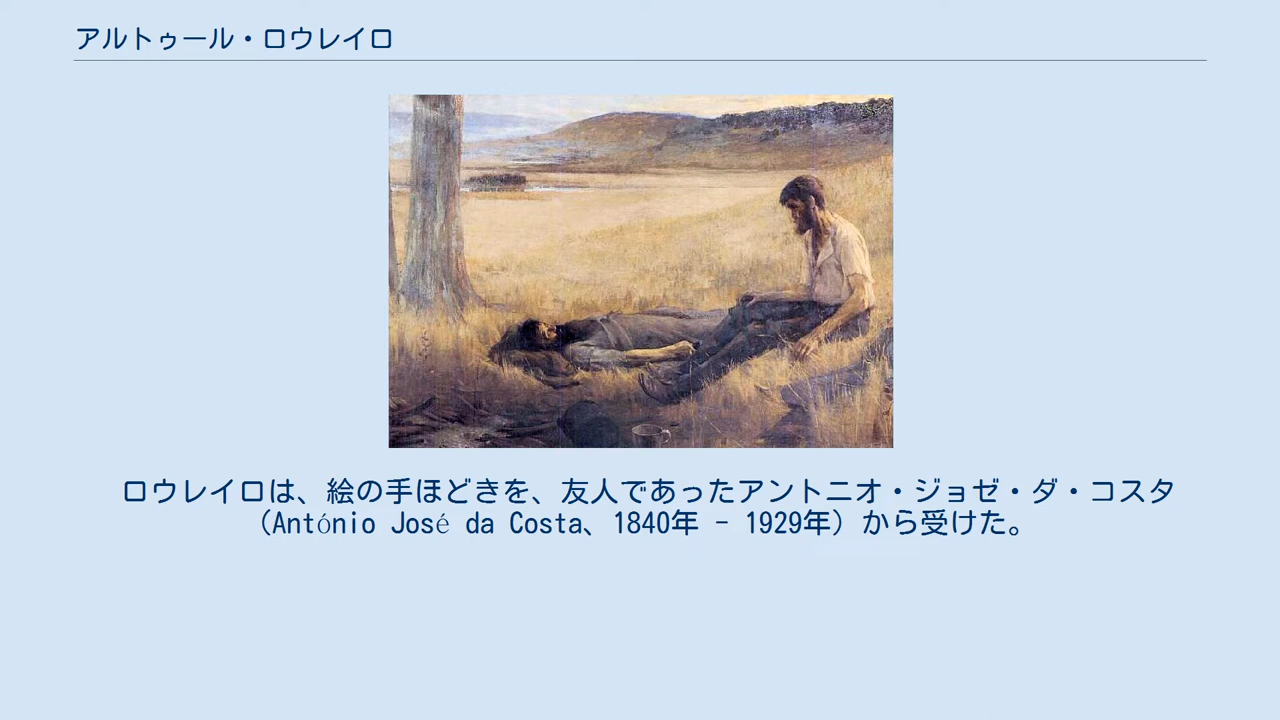 アルトゥール・ロウレイロ
ロウレイロは、絵の手ほどきを、友人であったアントニオ・ジョゼ・ダ・コスタ
（António José da Costa、1840年 - 1929年）から受けた。